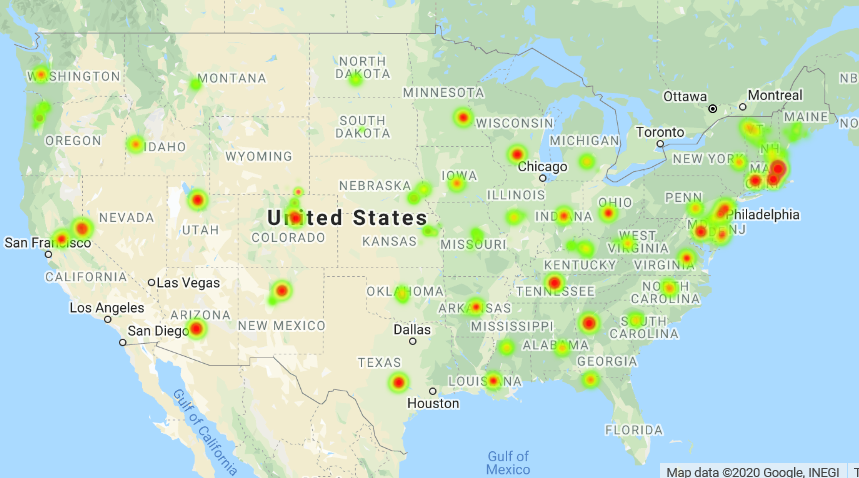 NORTH
DAKOTA
WASHINGTON
MONTANA
MINNESOTA
Ottawa
Montreal
NB
MAINE
NO
SOUTH
DAKOTA
WISCONSIN
Toronto
OREGON
IDAHO
MICHIGAN
NH
WYOMING
NEW YORK
MA
Chicago
IOWA
NEBRASKA
ILLINOIS
OHIO
PENN
NEVADA
United States
INDIANA
Philadelphia
UTAH
COLORADO
KANSAS
MISSOURI
WEST
VIRGINIA
NJ
San Francisco
KENTUCKY
VIRGINIA
CALIFORNIA
Las Vegas
OKLAHOMA
TENNESSEE
NORTH
CAROLINA
Los Angeles
ARIZONA
NEW MEXICO
ARKANSAS
San Diego
Dallas
MISSISSIPPI
SOUTH
CAROLINA
ALABAMA
TEXAS
GEORGIA
LOUISIANA
Houston
Gulf of California
FLORIDA
Gulf of
Mexico
Map data ©2020 Google, INEGI
T